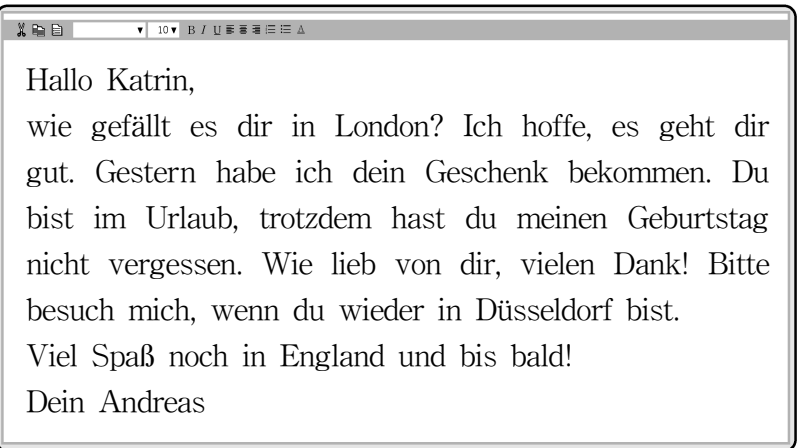 10
B I U A
Hallo Katrin,
wie gefällt es dir in London? Ich hoffe, es geht dir
gut. Gestern habe ich dein Geschenk bekommen. Du
bist im Urlaub, trotzdem hast du meinen Geburtstag
nicht vergessen. Wie lieb von dir, vielen Dank! Bitte
besuch mich, wenn du wieder in Düsseldorf bist.
Viel Spaß noch in England und bis bald!
Dein Andreas